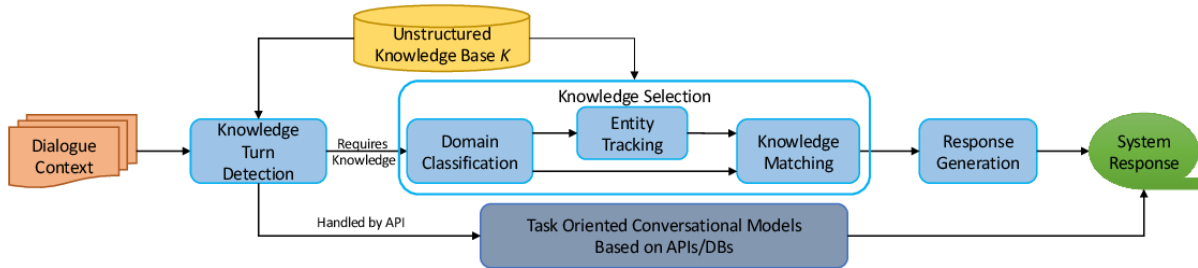 Unstructured
Knowledge Base K
Knowledge Selection
Dialogue
Context
Knowledge
Turn
Detection
Requires
Knowledge
Domain
Classification
Entity
Tracking
Knowledge
Matching
Response
Generation
System
Response
Handled by API
Task Oriented Conversational Models
Based on APIs/DBs